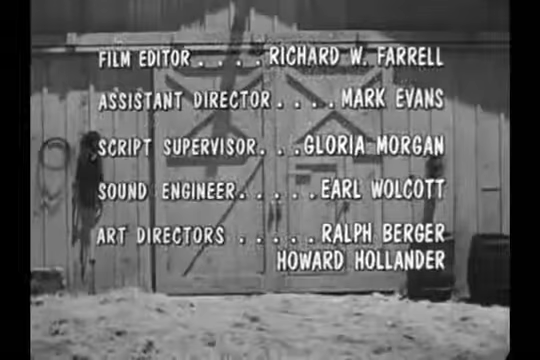 FILM EDITOR . . . . RICHARD W. FARRELL
ASSISTANT DIRECTOR . . . . MARK EVANS
SCRIPT SUPERVISOR . . . GLORIA MORGAN
SOUND ENGINEER . . . . . EARL WOLCOTT
ART DIRECTORS . . . . . RALPH BERGER
HOWARD HOLLANDER